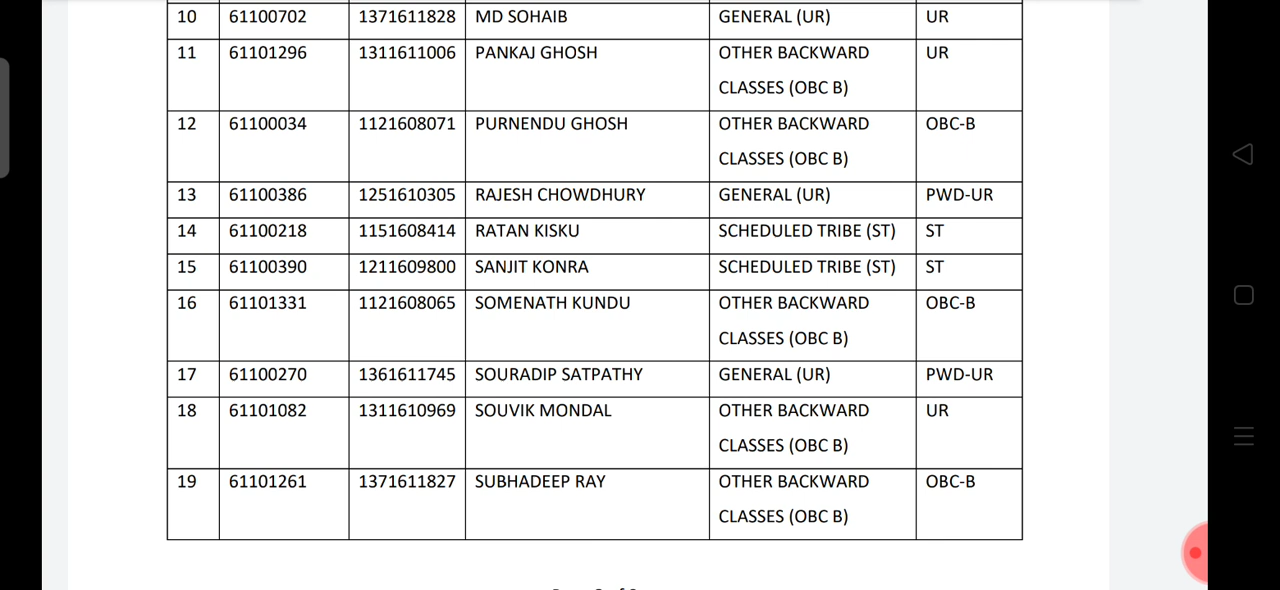 10 61100702 1371611828 MD SOHAIB GENERAL (UR) UR
11 61101296 1311611006 PANKAJ GHOSH OTHER BACKWARD UR
CLASSES (OBC B)
12 61100034 1121608071 PURNENDU GHOSH OTHER BACKWARD OBC-B
CLASSES (OBC B)
13 61100386 1251610305 RAJESH CHOWDHURY GENERAL (UR) PWD-UR
14 61100218 1151608414 RATAN KISKU SCHEDULED TRIBE (ST) ST
15 61100390 1211609800 SANJIT KONRA SCHEDULED TRIBE (ST) ST
16 61101331 1121608065 SOMENATH KUNDU OTHER BACKWARD OBC-B
CLASSES (OBC B)
17 61100270 1361611745 SOURADIP SATPATHY GENERAL (UR) PWD-UR
18 61101082 1311610969 SOUVIK MONDAL OTHER BACKWARD UR
CLASSES (OBC B)
19 61101261 1371611827 SUBHADEEP RAY OTHER BACKWARD OBC-B
CLASSES (OBC B)